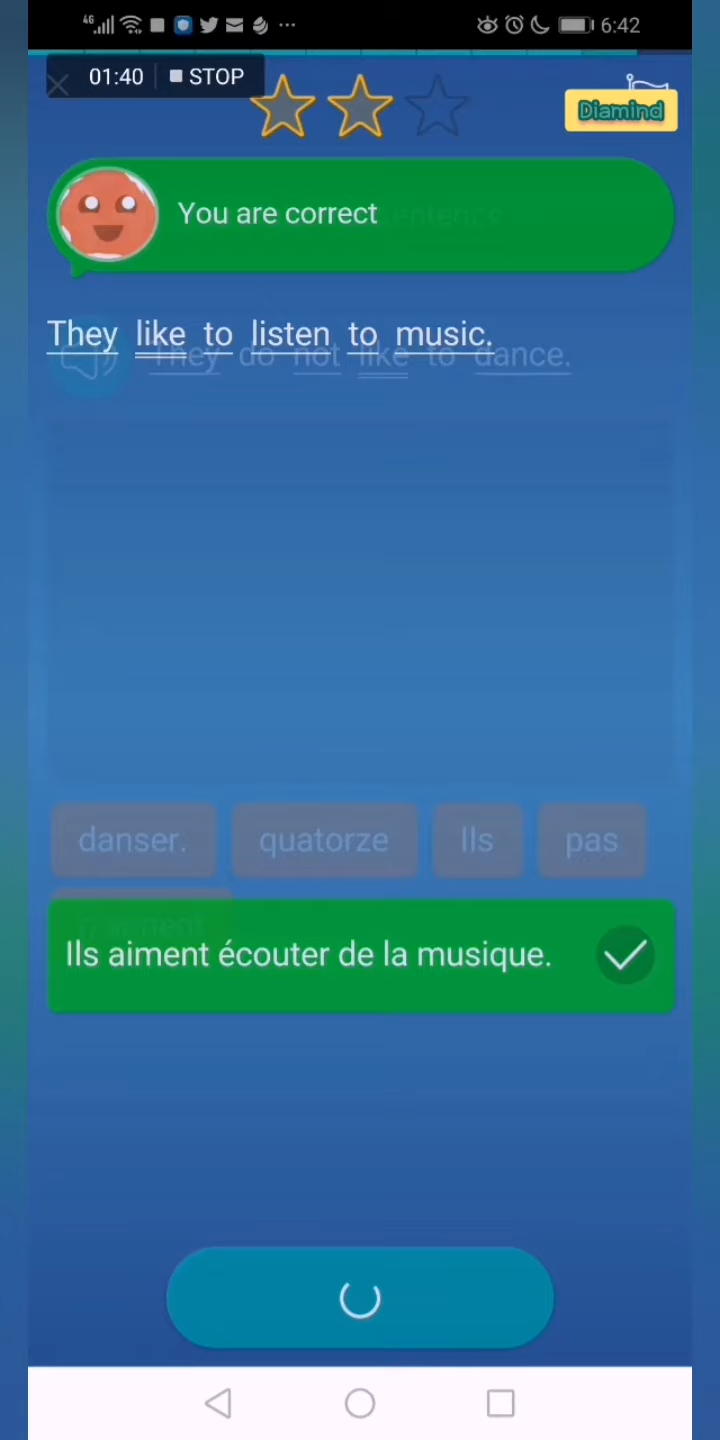 4G 6:42
01:40 STOP
Diamind
You are correct
They like to listen to music.
They do not like to dance.
danser. quatorze Ils pas
Ils aiment écouter de la musique.